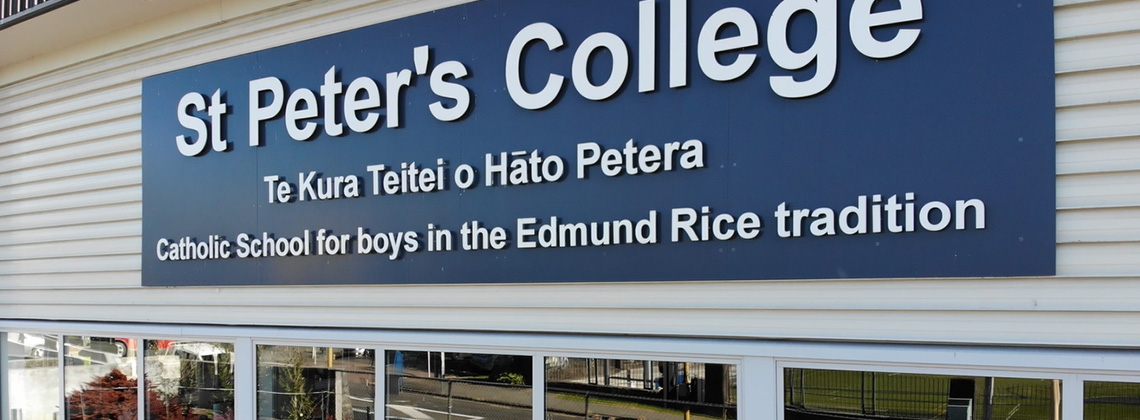 St Peter's College
Te Kura Teitei o Hāto Petera
Catholic School for boys in the Edmund Rice tradition